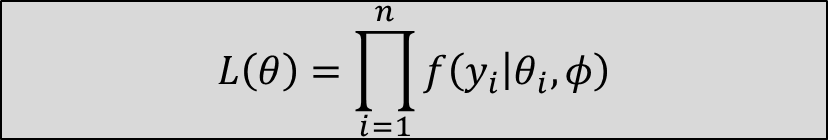 L(θ) = ∏_{i=1}^{n} f(y_i|θ_i, ϕ)